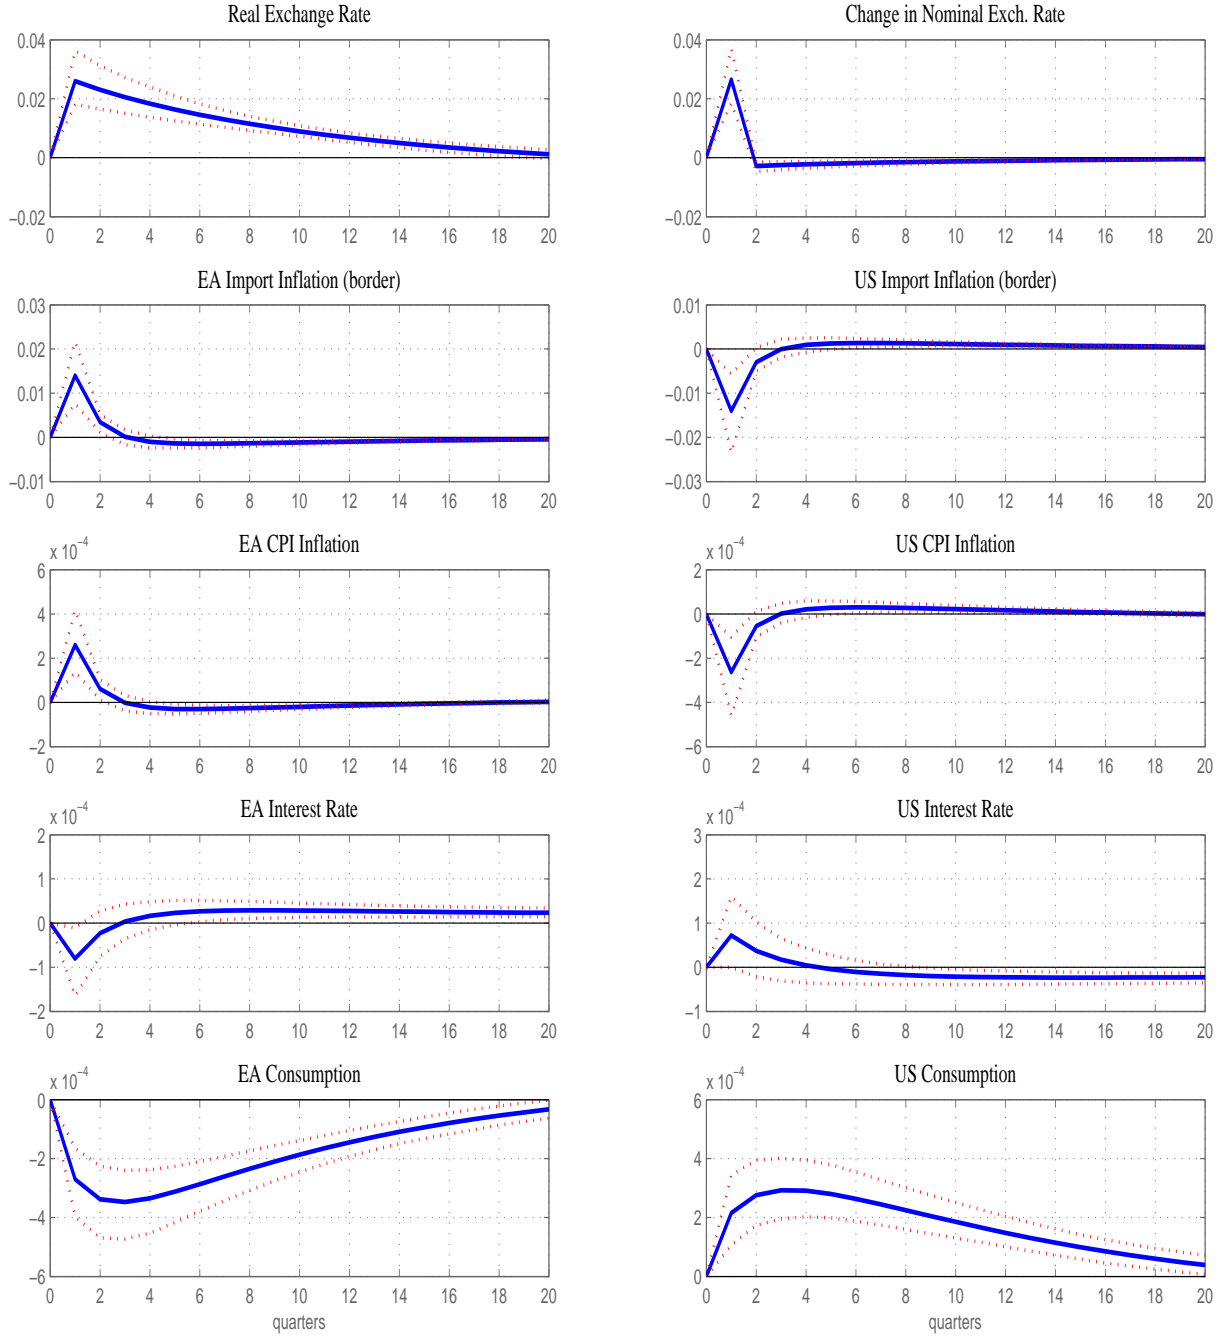 Real Exchange Rate
0.04
0.02
0
−0.02
0 2 4 6 8 10 12 14 16 18 20
Change in Nominal Exch. Rate
0.04
0.02
0
−0.02
0 2 4 6 8 10 12 14 16 18 20
EA Import Inflation (border)
0.03
0.02
0.01
0
−0.01
0 2 4 6 8 10 12 14 16 18 20
US Import Inflation (border)
0.01
0
−0.01
−0.02
−0.03
0 2 4 6 8 10 12 14 16 18 20
EA CPI Inflation
x 10⁻⁴
6
4
2
0
−2
0 2 4 6 8 10 12 14 16 18 20
US CPI Inflation
x 10⁻⁴
2
0
−2
−4
−6
0 2 4 6 8 10 12 14 16 18 20
EA Interest Rate
x 10⁻⁴
2
1
0
−1
−2
0 2 4 6 8 10 12 14 16 18 20
US Interest Rate
x 10⁻⁴
3
2
1
0
−1
0 2 4 6 8 10 12 14 16 18 20
EA Consumption
x 10⁻⁴
0
−2
−4
−6
0 2 4 6 8 10 12 14 16 18 20
quarters
US Consumption
x 10⁻⁴
6
4
2
0
0 2 4 6 8 10 12 14 16 18 20
quarters